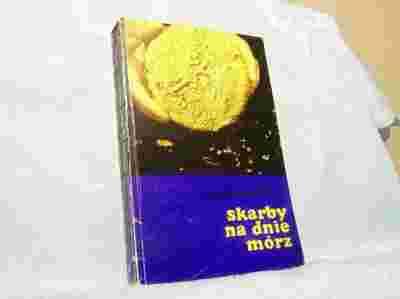 skarby
na dnie
mórz